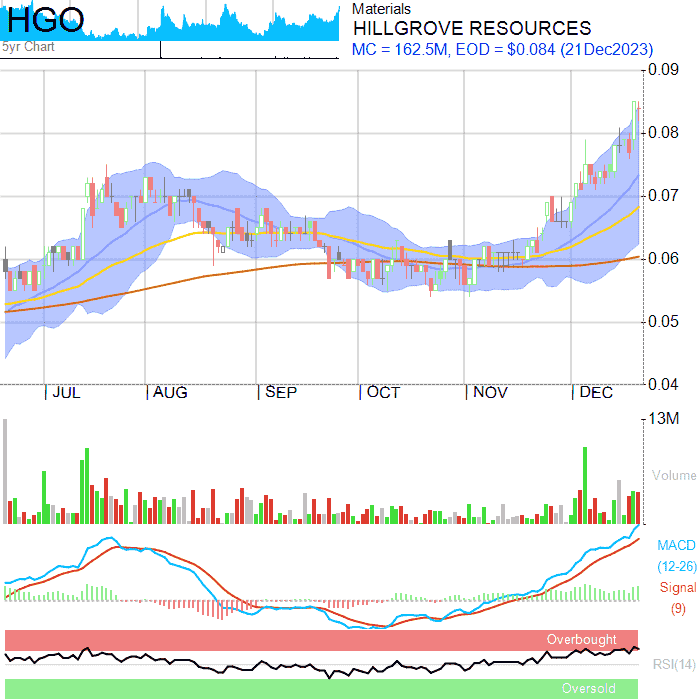 HGO
5yr Chart
Materials
HILLGROVE RESOURCES
MC = 162.5M, EOD = $0.084 (21Dec2023)
0.09
0.08
0.07
0.06
0.05
0.04
JUL AUG SEP OCT NOV DEC
13M
Volume
MACD
(12-26)
Signal
(9)
Overbought
RSI(14)
Oversold